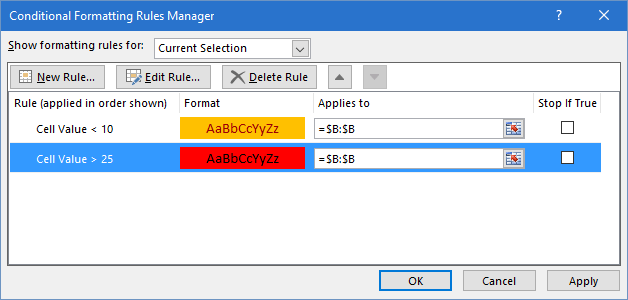 Conditional Formatting Rules Manager
Show formatting rules for: Current Selection
New Rule... Edit Rule... Delete Rule
Rule (applied in order shown) Format Applies to Stop If True
Cell Value < 10 AaBbCcYyZz =$B:$B
Cell Value > 25 AaBbCcYyZz =$B:$B
OK Cancel Apply